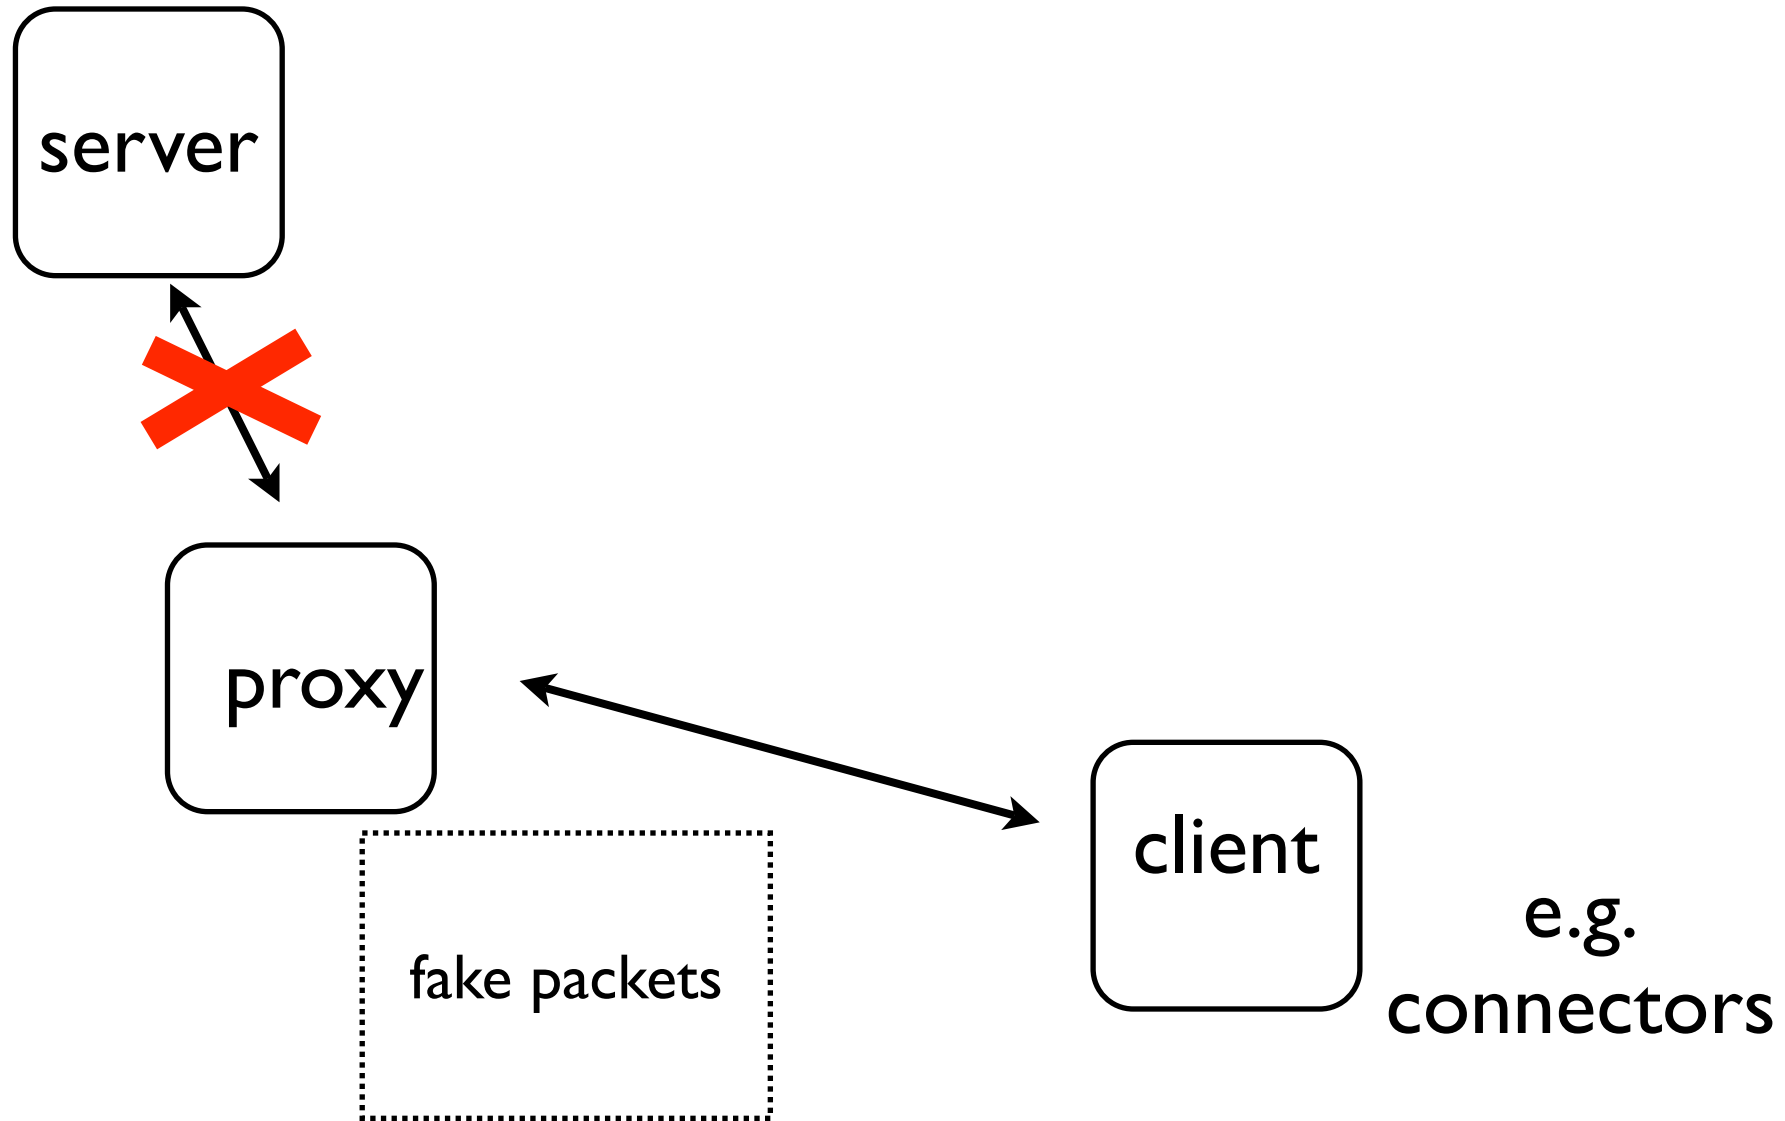 server
proxy
client
e.g.
connectors
fake packets